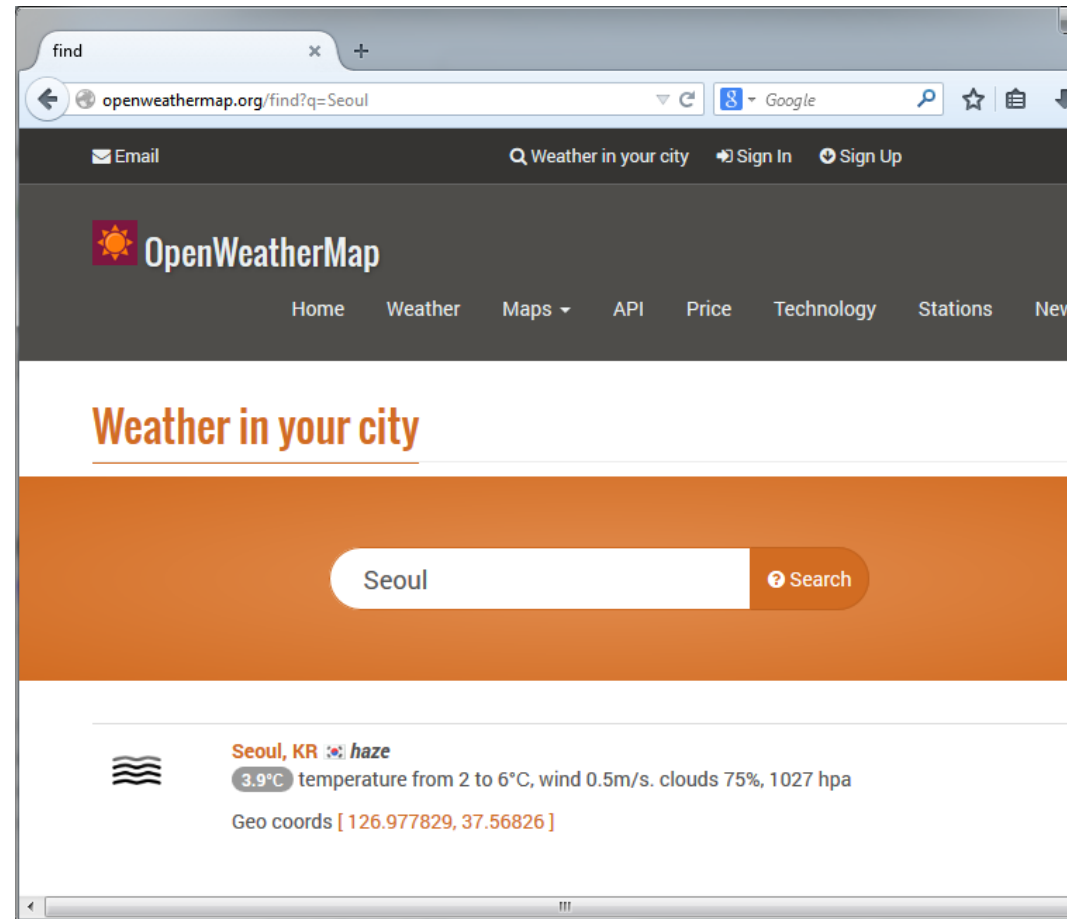 find
openweathermap.org/find?q=Seoul
8
Google
Email
Weather in your city
Sign In
Sign Up
OpenWeatherMap
Home
Weather
Maps
API
Price
Technology
Stations
New
Weather in your city
Seoul
Search
Seoul, KR haze
3.9°C temperature from 2 to 6°C, wind 0.5m/s. clouds 75%, 1027 hpa
Geo coords [ 126.977829, 37.56826 ]